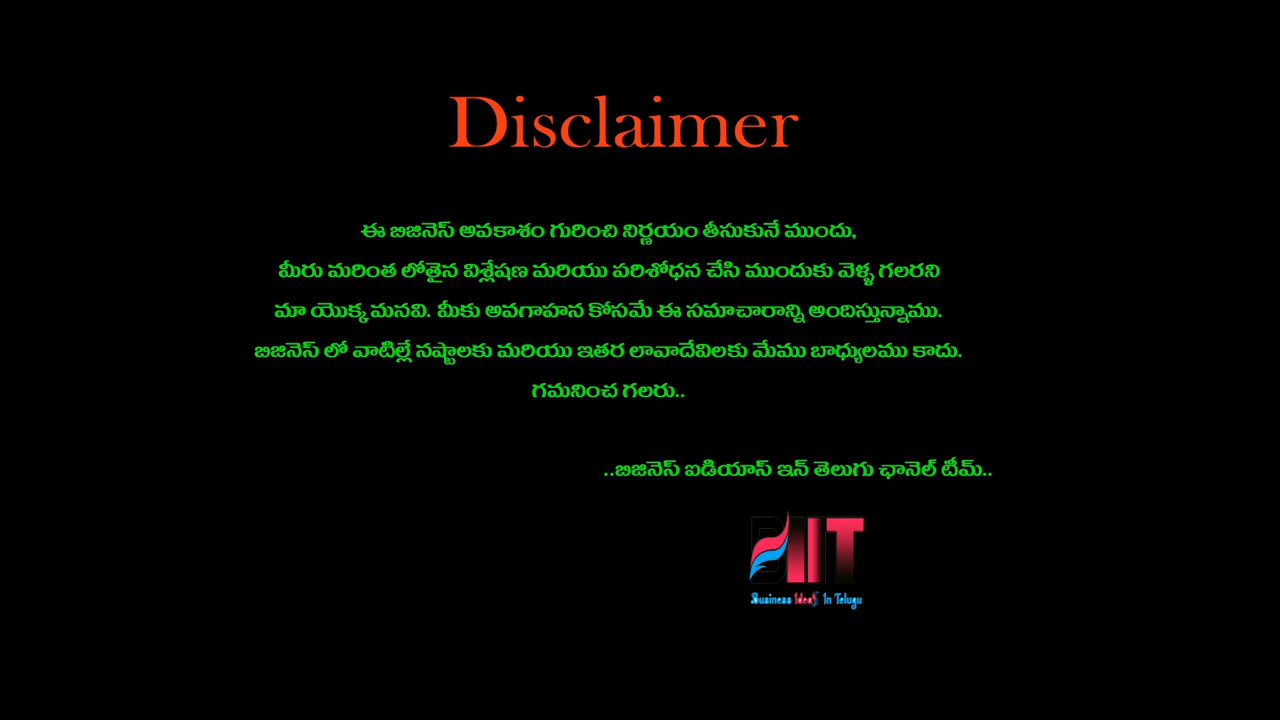 Disclaimer
ఈ బిజినెస్ అవకాశం గురించి నిర్ణయం తీసుకునే ముందు,
మీరు మరింత లోతైన విశ్లేషణ మరియు పరిశోధన చేసి ముందుకు వెళ్ళ గలరని
మా యొక్క మనవి. మీకు అవగాహన కోసమే ఈ సమాచారాన్ని అందిస్తున్నాము.
బిజినెస్ లో వాటిల్లే నష్టాలకు మరియు ఇతర లావాదేవిలకు మేము బాధ్యులము కాదు.
గమనించ గలరు..
..బిజినెస్ ఐడియాస్ ఇన్ తెలుగు ఛానెల్ టీమ్..
BIIT
Business Ideas In Telugu